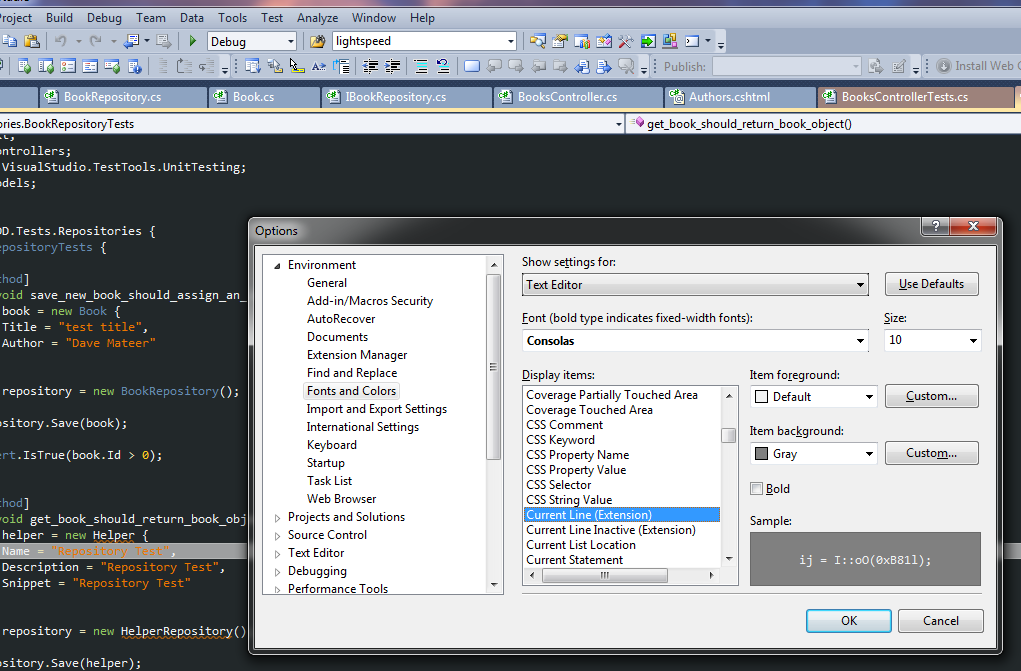 Project Build Debug Team Data Tools Test Analyze Window Help
Debug lightspeed
Publish: Install Web
BookRepository.cs Book.cs IBookRepository.cs BooksController.cs Authors.cshtml BooksControllerTests.cs
ories.BookRepositoryTests get_book_should_return_book_object()
ontrollers;
VisualStudio.TestTools.UnitTesting;
odels;
DD.Tests.Repositories {
epositoryTests {
thod]
void save_new_book_should_assign_an_
book = new Book {
Title = "test title",
Author = "Dave Mateer"
repository = new BookRepository();
ository.Save(book);
ert.IsTrue(book.Id > 0);
thod]
void get_book_should_return_book_obj
helper = new Helper {
Name = "Repository Test",
Description = "Repository Test",
Snippet = "Repository Test"
repository = new HelperRepository()
ository.Save(helper);
Options
Environment
General
Add-in/Macros Security
AutoRecover
Documents
Extension Manager
Find and Replace
Fonts and Colors
Import and Export Settings
International Settings
Keyboard
Startup
Task List
Web Browser
Projects and Solutions
Source Control
Text Editor
Debugging
Performance Tools
Show settings for:
Text Editor
Use Defaults
Font (bold type indicates fixed-width fonts):
Size:
Consolas
10
Display items:
Coverage Partially Touched Area
Coverage Touched Area
CSS Comment
CSS Keyword
CSS Property Name
CSS Property Value
CSS Selector
CSS String Value
Current Line (Extension)
Current Line Inactive (Extension)
Current List Location
Current Statement
Item foreground:
Default
Custom...
Item background:
Gray
Custom...
Bold
Sample:
ij = I::oO(0xB81l);
OK
Cancel